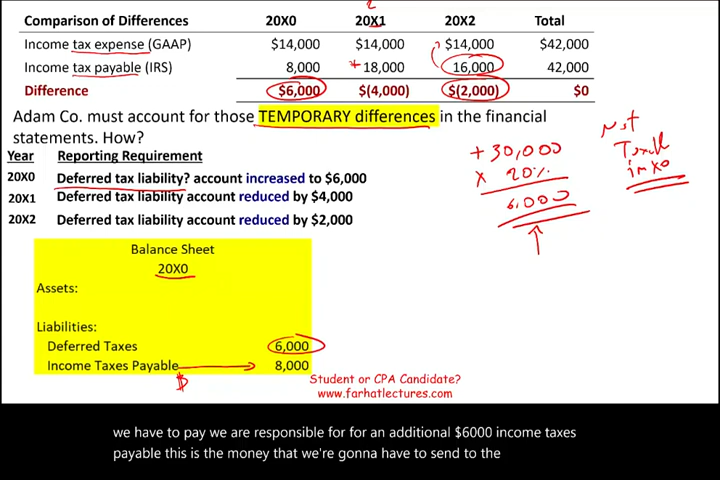 Comparison of Differences 20X0 20X1 20X2 Total
Income tax expense (GAAP) $14,000 $14,000 $14,000 $42,000
Income tax payable (IRS) 8,000 18,000 16,000 42,000
Difference $6,000 $(4,000) $(2,000) $0
Adam Co. must account for those TEMPORARY differences in the financial
statements. How?
Year Reporting Requirement
20X0 Deferred tax liability? account increased to $6,000
20X1 Deferred tax liability account reduced by $4,000
20X2 Deferred tax liability account reduced by $2,000
+30,000
x 20%
6,000
Balance Sheet
20X0
Assets:
Liabilities:
Deferred Taxes 6,000
Income Taxes Payable 8,000
$
Student or CPA Candidate?
www.farhatlectures.com
we have to pay we are responsible for for an additional $6000 income taxes
payable this is the money that we're gonna have to send to the